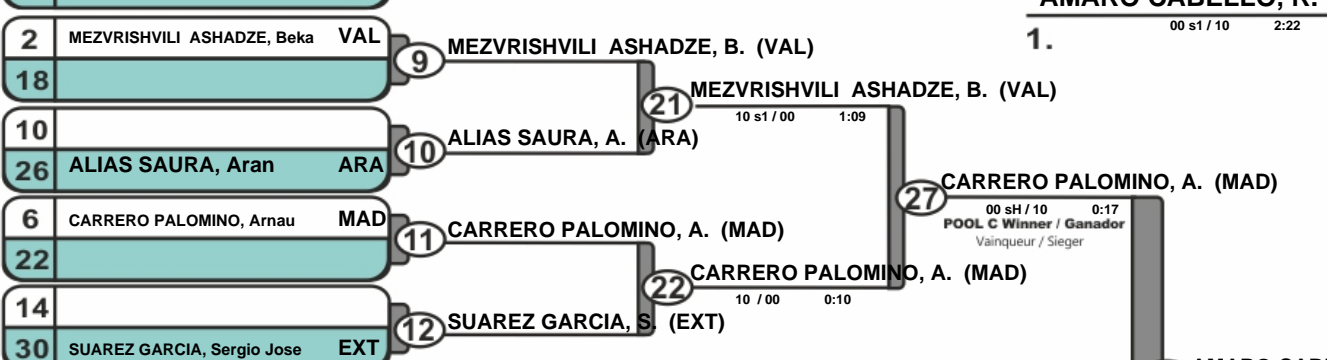 AMARO CABELLO, R.
00 s1 / 10 2:22
1.
2 MEZVRISHVILI ASHADZE, Beka VAL
18
9 MEZVRISHVILI ASHADZE, B. (VAL)
21 MEZVRISHVILI ASHADZE, B. (VAL)
10 s1 / 00 1:09
10
26 ALIAS SAURA, Aran ARA
10 ALIAS SAURA, A. (ARA)
27 CARRERO PALOMINO, A. (MAD)
00 sH / 10 0:17
POOL C Winner / Ganador
Vainqueur / Sieger
6 CARRERO PALOMINO, Arnau MAD
22
11 CARRERO PALOMINO, A. (MAD)
22 CARRERO PALOMINO, A. (MAD)
10 / 00 0:10
14
30 SUAREZ GARCIA, Sergio Jose EXT
12 SUAREZ GARCIA, S. (EXT)